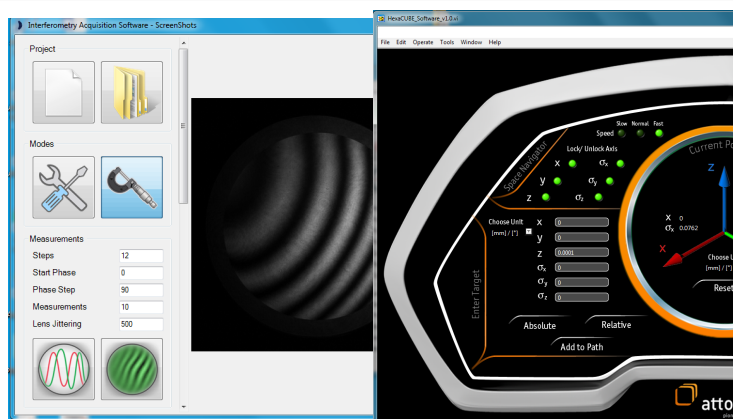 Interferometry Acquisition Software - ScreenShots
Project
Modes
Measurements
Steps 12
Start Phase 0
Phase Step 90
Measurements 10
Lens Jittering 500
HexaCUBE_Software_v1.0.vi
File Edit Operate Tools Window Help
Slow Normal Fast
Speed
Space Navigator
Lock/ Unlock Axis
X σx
y σy
z σz
Choose Unit
[mm] / [°]
X 0
y 0
z 0.0001
σx 0
σy 0
σz 0
Enter Target
Absolute Relative
Add to Path
Current Po
z
X 0
σx 0.0762
X
Choose U
[mm] / [°]
Reset
atto